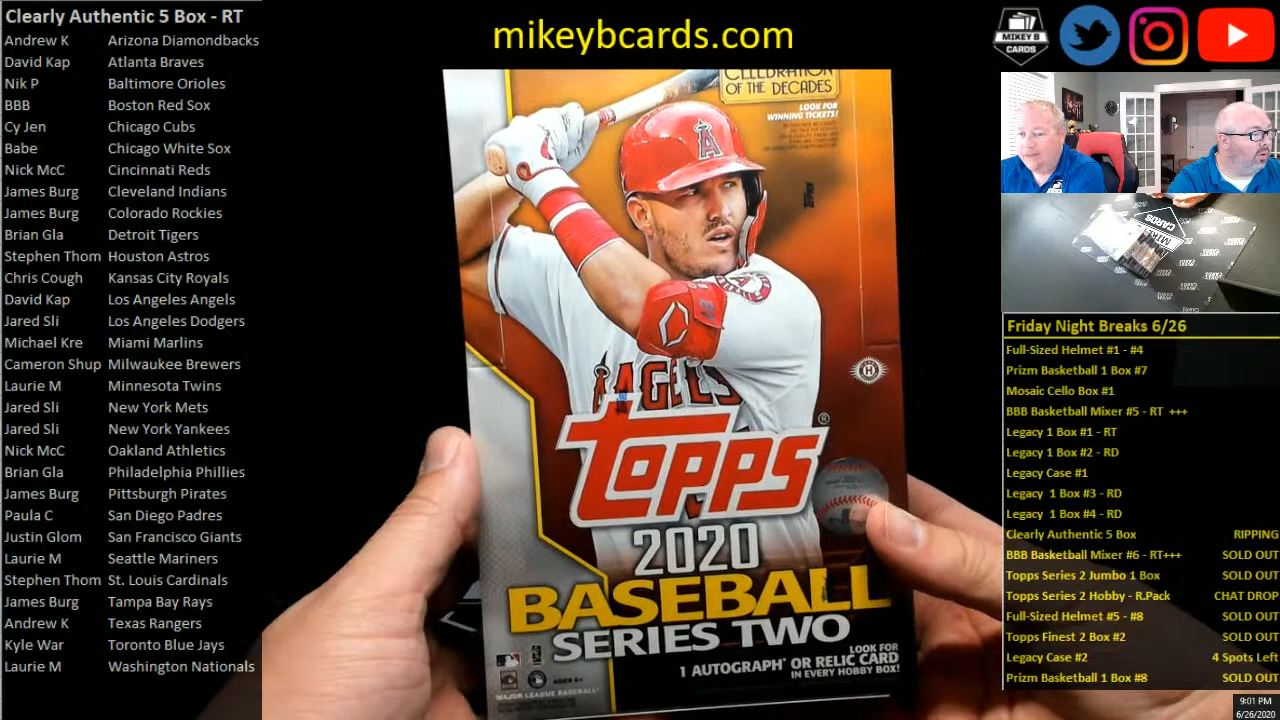 Clearly Authentic 5 Box - RT
Andrew K Arizona Diamondbacks
David Kap Atlanta Braves
Nik P Baltimore Orioles
BBB Boston Red Sox
Cy Jen Chicago Cubs
Babe Chicago White Sox
Nick McC Cincinnati Reds
James Burg Cleveland Indians
James Burg Colorado Rockies
Brian Gla Detroit Tigers
Stephen Thom Houston Astros
Chris Cough Kansas City Royals
David Kap Los Angeles Angels
Jared Sli Los Angeles Dodgers
Michael Kre Miami Marlins
Cameron Shup Milwaukee Brewers
Laurie M Minnesota Twins
Jared Sli New York Mets
Jared Sli New York Yankees
Nick McC Oakland Athletics
Brian Gla Philadelphia Phillies
James Burg Pittsburgh Pirates
Paula C San Diego Padres
Justin Glom San Francisco Giants
Laurie M Seattle Mariners
Stephen Thom St. Louis Cardinals
James Burg Tampa Bay Rays
Andrew K Texas Rangers
Kyle War Toronto Blue Jays
Laurie M Washington Nationals
mikeybcards.com
CELEBRATION
OF THE DECADES
LOOK FOR
WINNING TICKETS!
A
ANGELS
H
Topps®
2020
BASEBALL
SERIES TWO
1 AUTOGRAPH* OR RELIC CARD
LOOK FOR
IN EVERY HOBBY BOX!
AGES 6+
MAJOR LEAGUE BASEBALL
MIKEY B
CARDS
CARDS
Friday Night Breaks 6/26
Full-Sized Helmet #1 - #4
Prizm Basketball 1 Box #7
Mosaic Cello Box #1
BBB Basketball Mixer #5 - RT +++
Legacy 1 Box #1 - RT
Legacy 1 Box #2 - RD
Legacy Case #1
Legacy 1 Box #3 - RD
Legacy 1 Box #4 - RD
Clearly Authentic 5 Box RIPPING
BBB Basketball Mixer #6 - RT+++ SOLD OUT
Topps Series 2 Jumbo 1 Box SOLD OUT
Topps Series 2 Hobby - R.Pack CHAT DROP
Full-Sized Helmet #5 - #8 SOLD OUT
Topps Finest 2 Box #2 SOLD OUT
Legacy Case #2 4 Spots Left
Prizm Basketball 1 Box #8 SOLD OUT
9:01 PM
6/26/2020